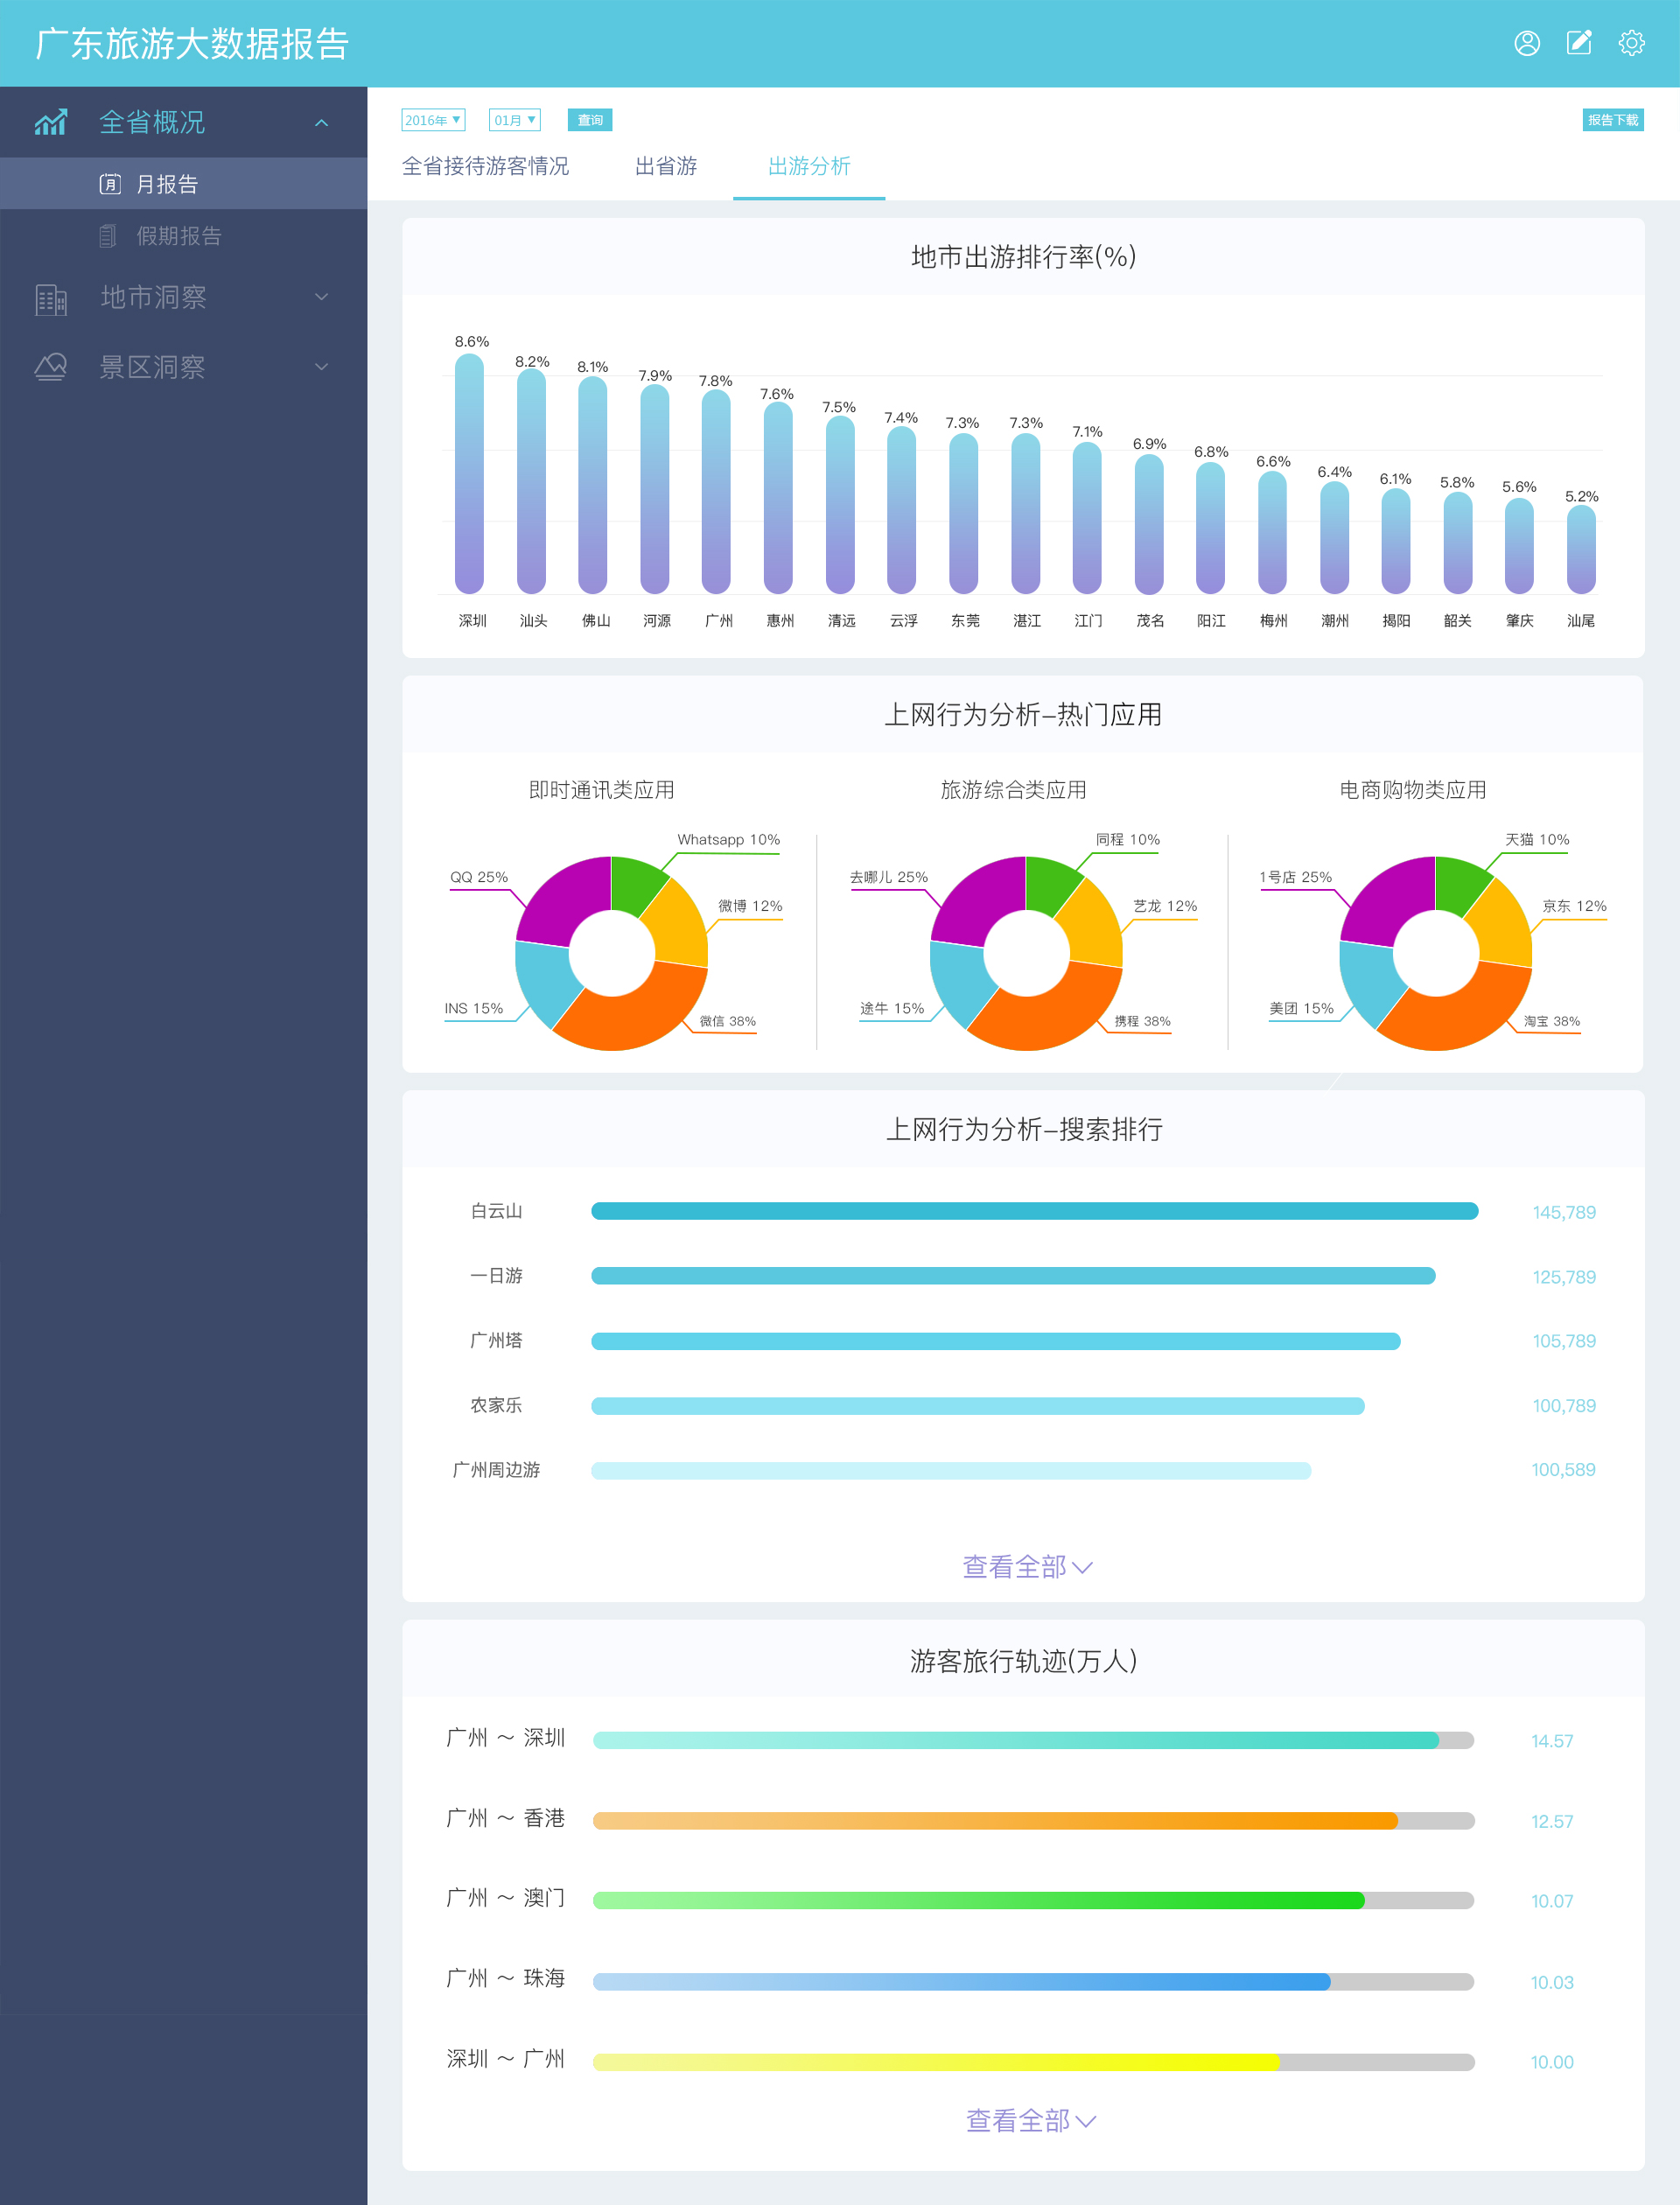 广东旅游大数据报告
全省概况
月 月报告
假期报告
地市洞察
景区洞察
2016年 ▼ 01月 ▼ 查询 报告下载
全省接待游客情况 出省游 出游分析
地市出游排行率(%)
8.6% 8.2% 8.1% 7.9% 7.8% 7.6% 7.5% 7.4% 7.3% 7.3% 7.1% 6.9% 6.8% 6.6% 6.4% 6.1% 5.8% 5.6% 5.2%
深圳 汕头 佛山 河源 广州 惠州 清远 云浮 东莞 湛江 江门 茂名 阳江 梅州 潮州 揭阳 韶关 肇庆 汕尾
上网行为分析–热门应用
即时通讯类应用
Whatsapp 10%
QQ 25%
微博 12%
INS 15%
微信 38%
旅游综合类应用
同程 10%
去哪儿 25%
艺龙 12%
途牛 15%
携程 38%
电商购物类应用
天猫 10%
1号店 25%
京东 12%
美团 15%
淘宝 38%
上网行为分析–搜索排行
白云山 145,789
一日游 125,789
广州塔 105,789
农家乐 100,789
广州周边游 100,589
查看全部
游客旅行轨迹(万人)
广州 ～ 深圳 14.57
广州 ～ 香港 12.57
广州 ～ 澳门 10.07
广州 ～ 珠海 10.03
深圳 ～ 广州 10.00
查看全部